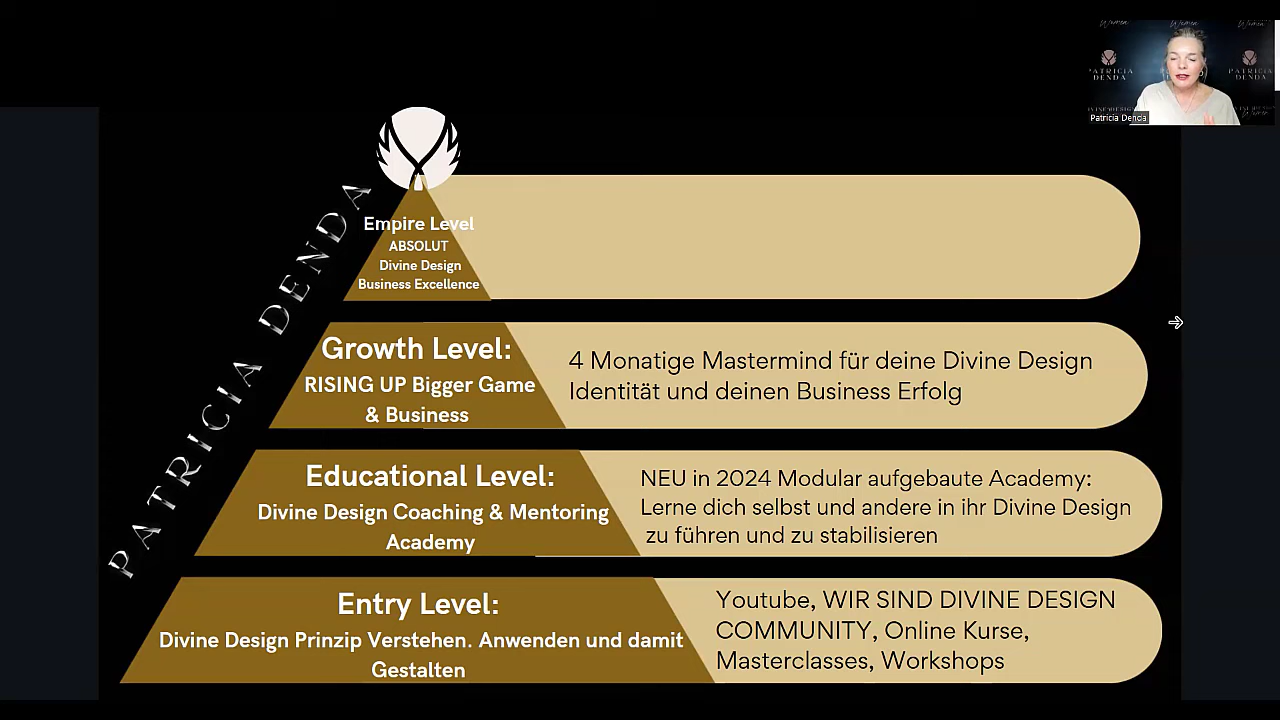 PATRICIA
DENDA
Patricia Denda
PATRICIA DENDA
Empire Level
ABSOLUT
Divine Design
Business Excellence
Growth Level:
RISING UP Bigger Game
& Business
4 Monatige Mastermind für deine Divine Design
Identität und deinen Business Erfolg
Educational Level:
Divine Design Coaching & Mentoring
Academy
NEU in 2024 Modular aufgebaute Academy:
Lerne dich selbst und andere in ihr Divine Design
zu führen und zu stabilisieren
Entry Level:
Divine Design Prinzip Verstehen. Anwenden und damit
Gestalten
Youtube, WIR SIND DIVINE DESIGN
COMMUNITY, Online Kurse,
Masterclasses, Workshops